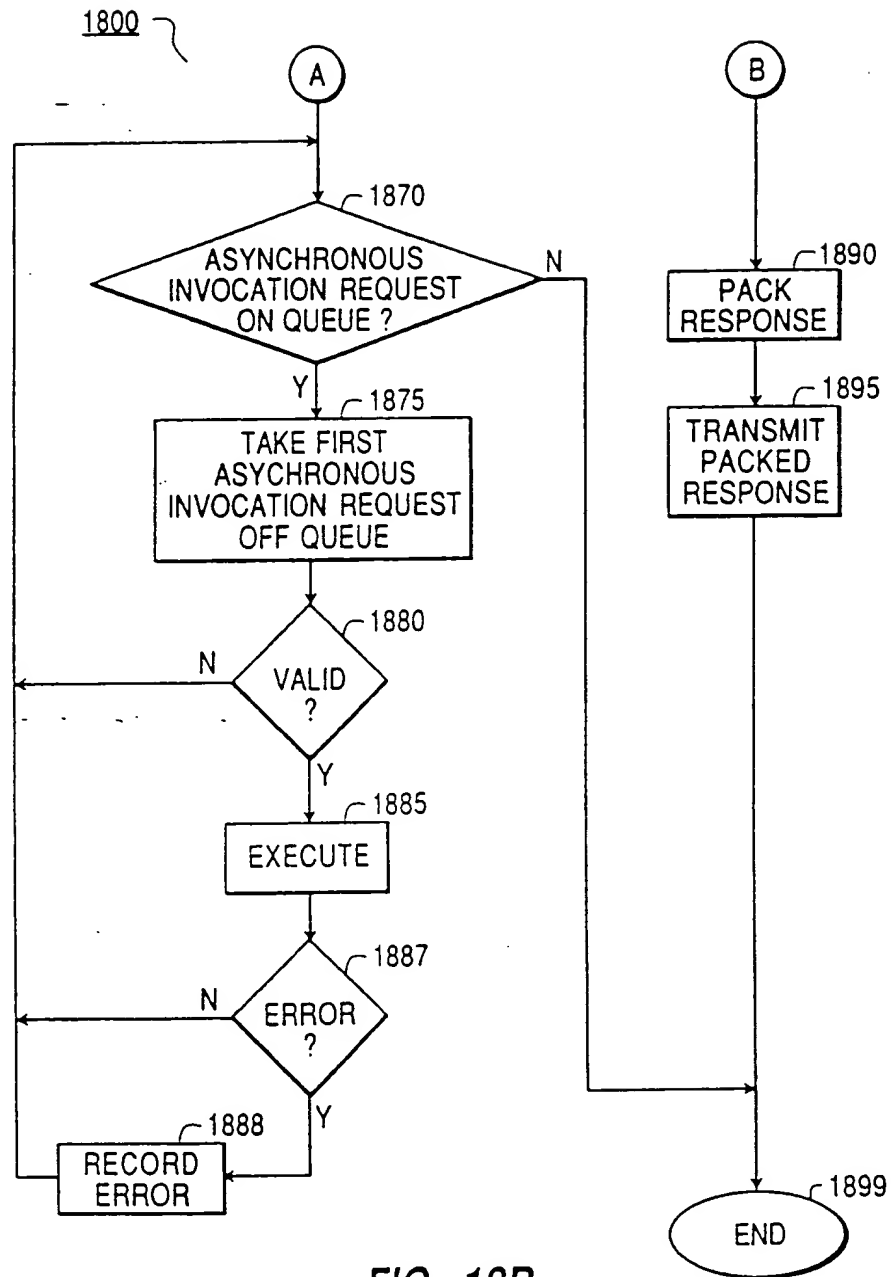 1800
A
B
1870
ASYNCHRONOUS
INVOCATION REQUEST
ON QUEUE ?
N
Y
1875
TAKE FIRST
ASYCHRONOUS
INVOCATION REQUEST
OFF QUEUE
1880
VALID
?
N
Y
1885
EXECUTE
1887
ERROR
?
N
Y
1888
RECORD
ERROR
1890
PACK
RESPONSE
1895
TRANSMIT
PACKED
RESPONSE
1899
END